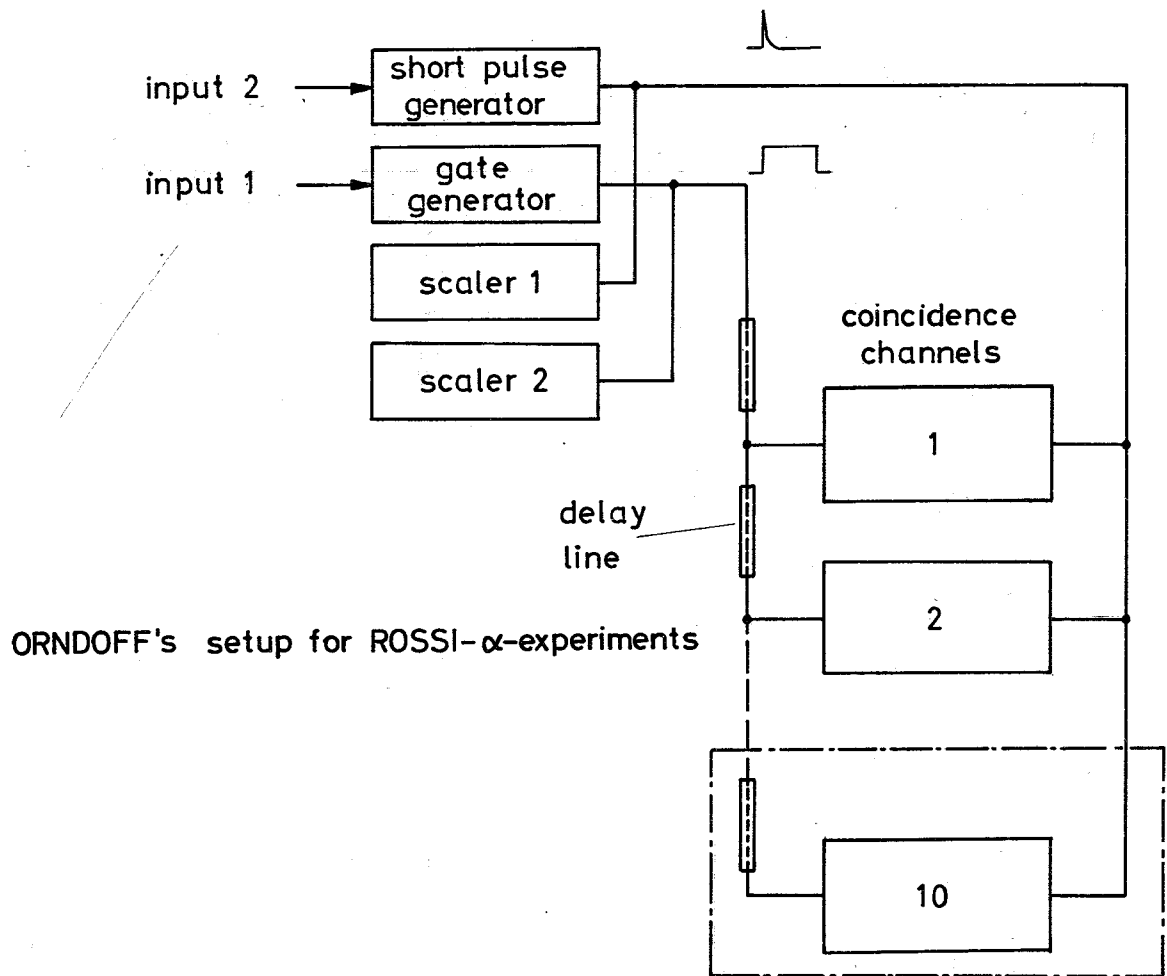 input 2
short pulse
generator
input 1
gate
generator
scaler 1
scaler 2
coincidence
channels
1
delay
line
2
ORNDOFF's setup for ROSSI-α-experiments
10